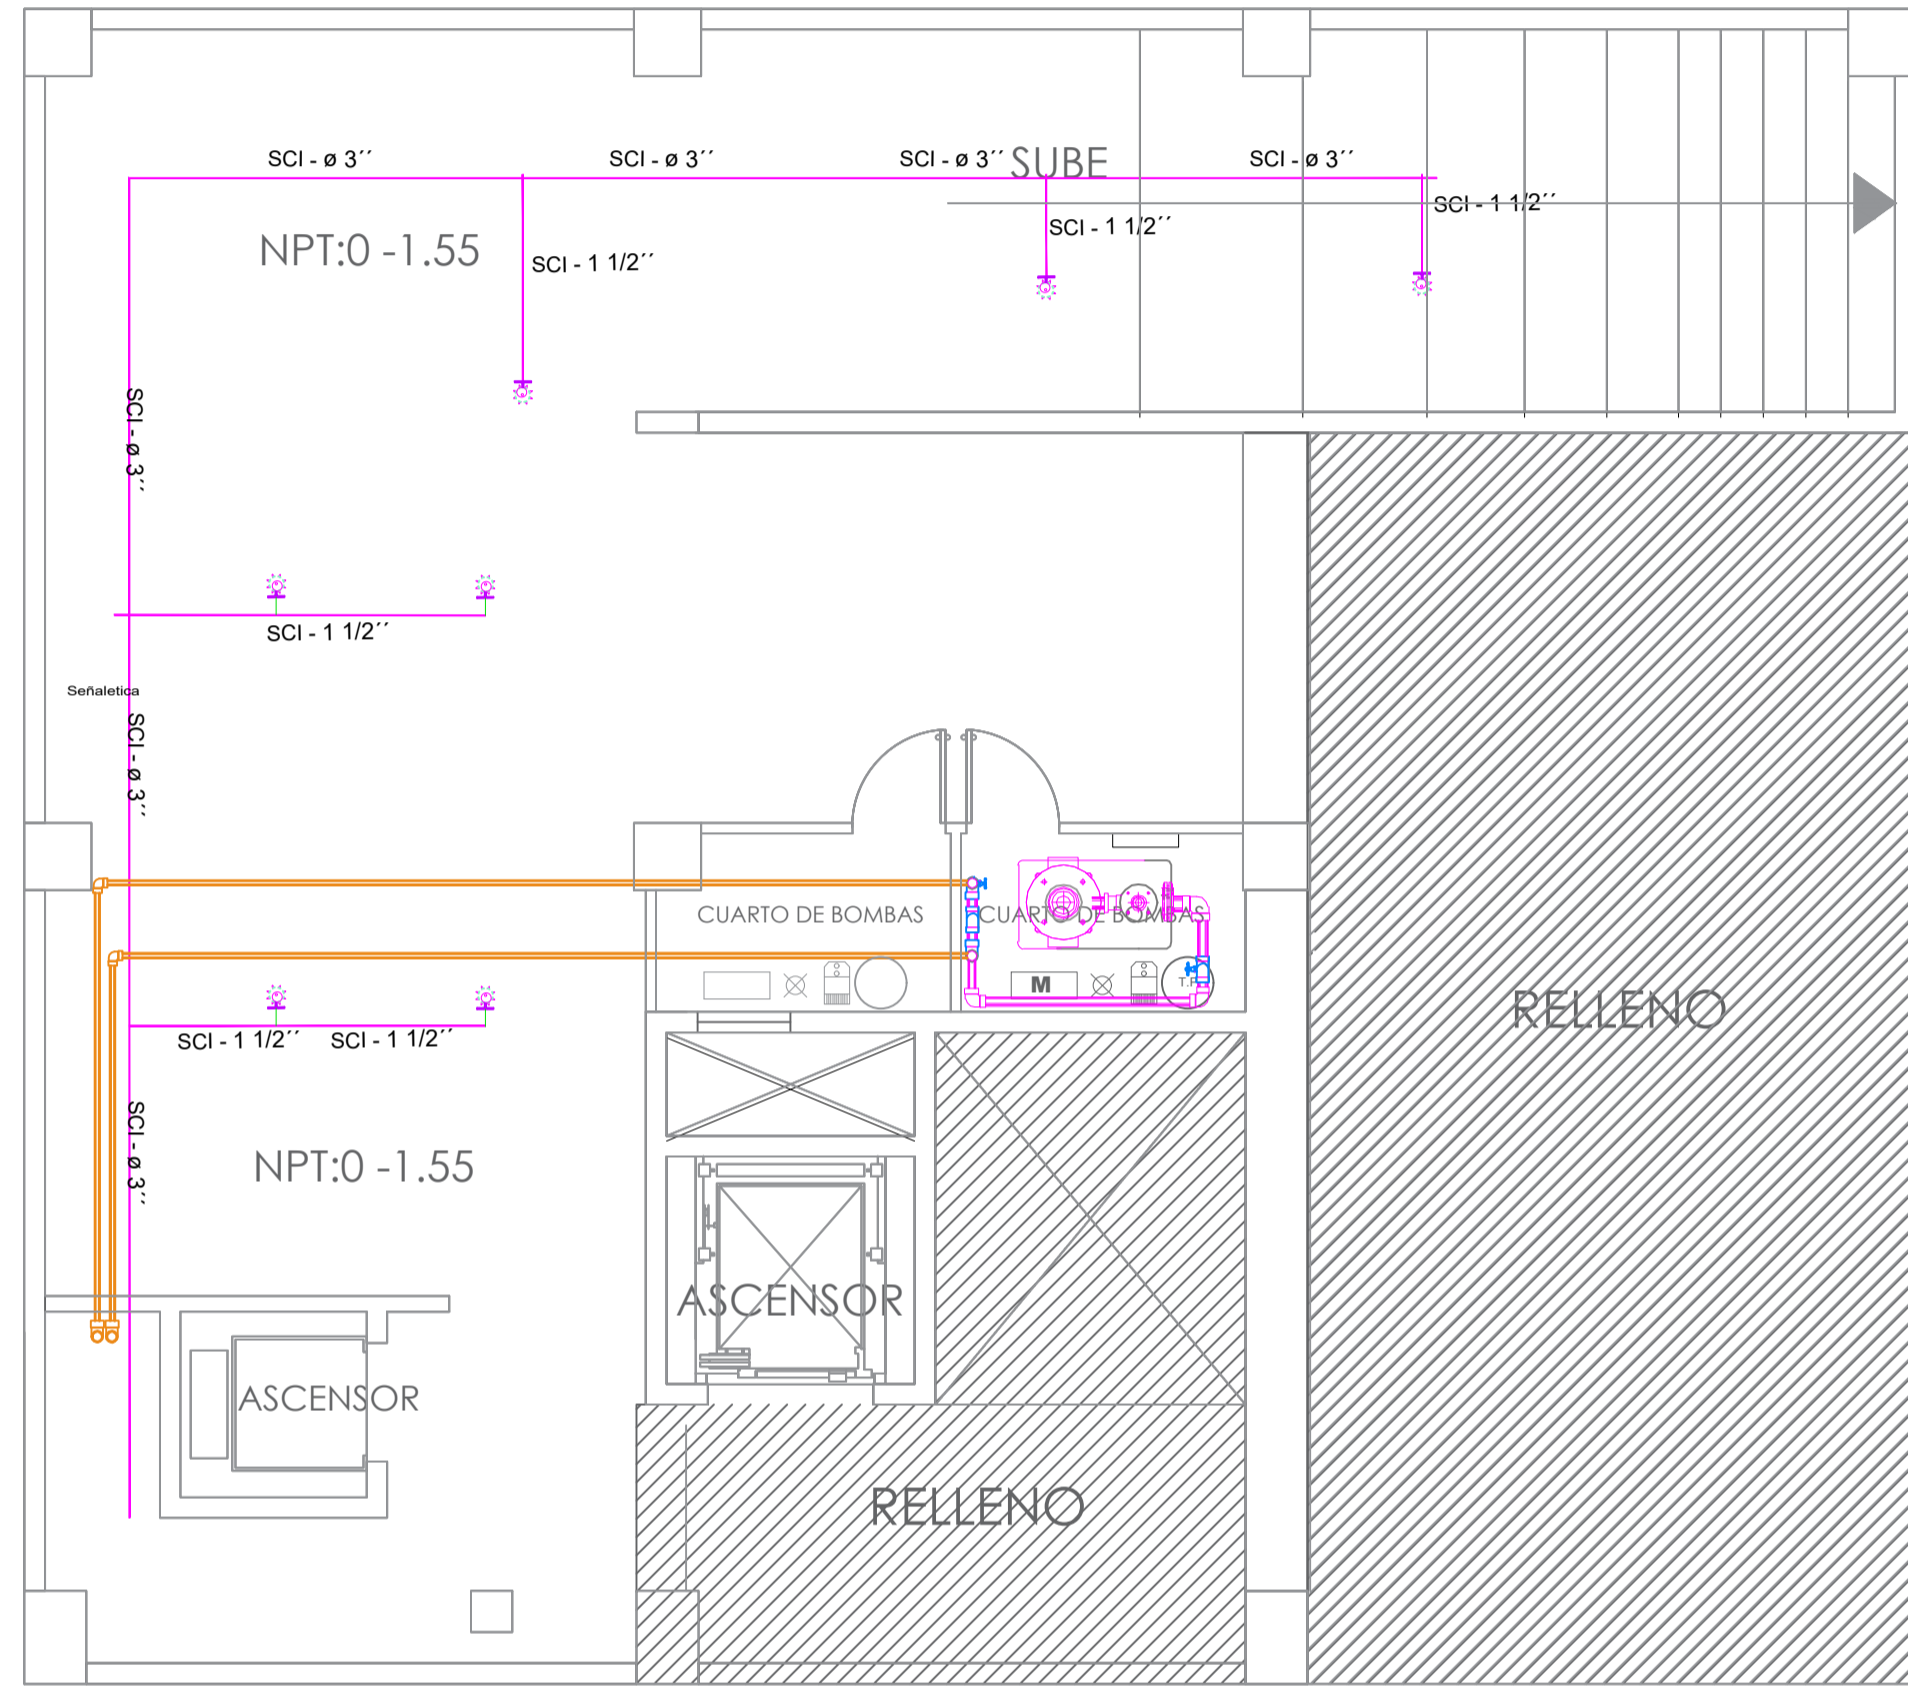 SCI - ø 3´´
SCI - ø 3´´
SCI - ø 3´´
SUBE
SCI - ø 3´´
SCI - 1 1/2´´
SCI - 1 1/2´´
NPT:0 -1.55
SCI - 1 1/2´´
SCI - ø 3´´
SCI - 1 1/2´´
Señaletica
SCI - ø 3´´
CUARTO DE BOMBAS
CUARTO DE BOMBAS
M
RELLENO
SCI - 1 1/2´´
SCI - 1 1/2´´
SCI - ø 3´´
NPT:0 -1.55
ASCENSOR
ASCENSOR
RELLENO